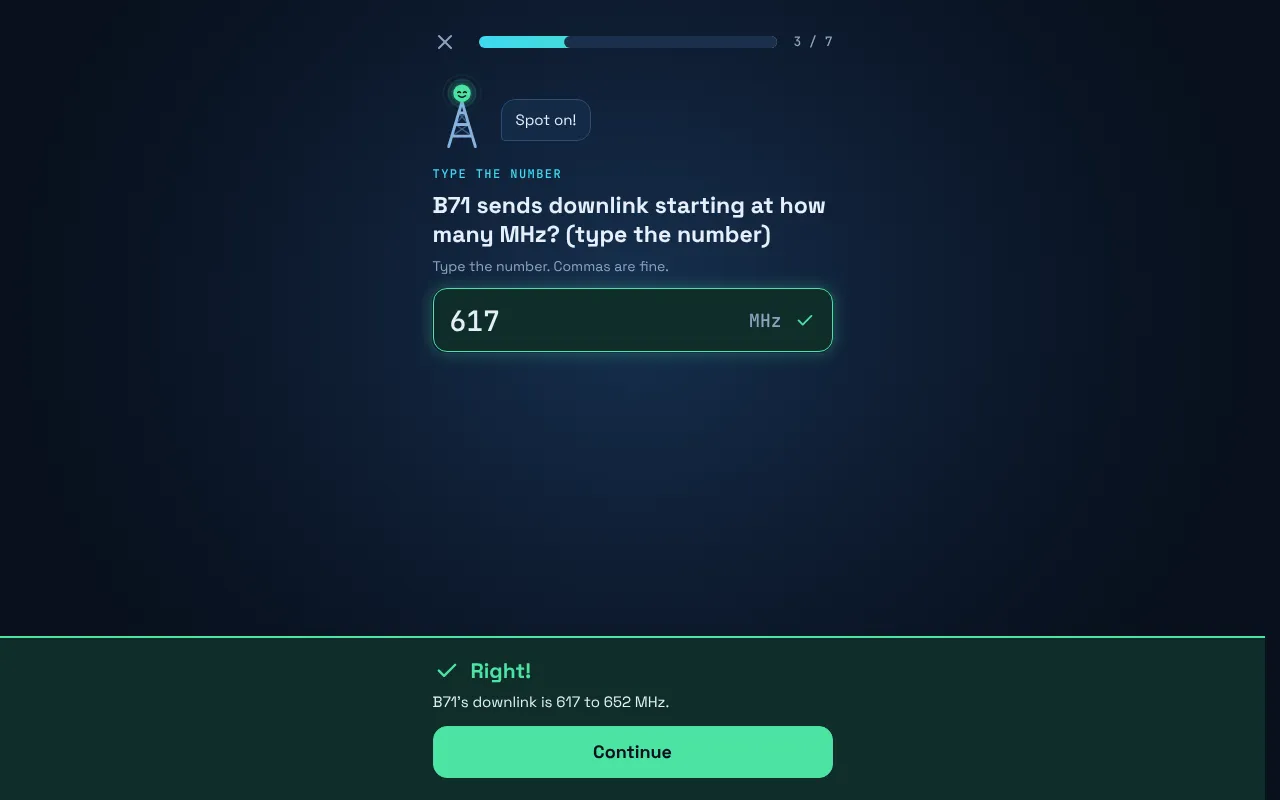 3 / 7
Spot on!
TYPE THE NUMBER
B71 sends downlink starting at how
many MHz? (type the number)
Type the number. Commas are fine.
617 MHz
Right!
B71's downlink is 617 to 652 MHz.
Continue